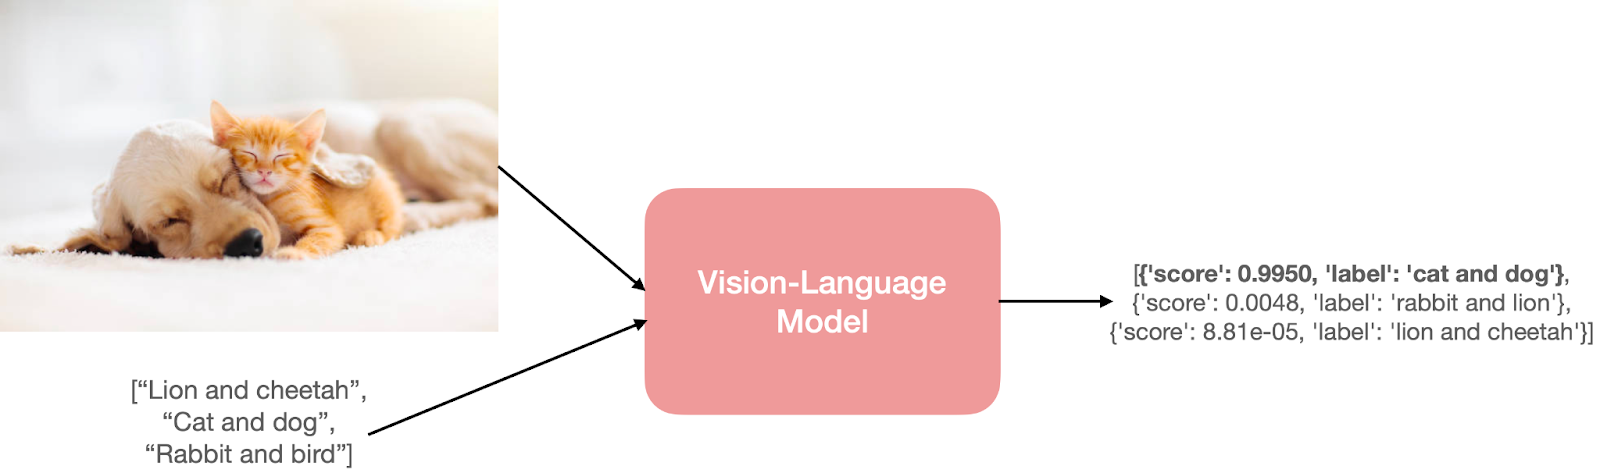 [“Lion and cheetah”,
“Cat and dog”,
“Rabbit and bird”]
Vision-Language
Model
[{'score': 0.9950, 'label': 'cat and dog'},
{'score': 0.0048, 'label': 'rabbit and lion'},
{'score': 8.81e-05, 'label': 'lion and cheetah'}]